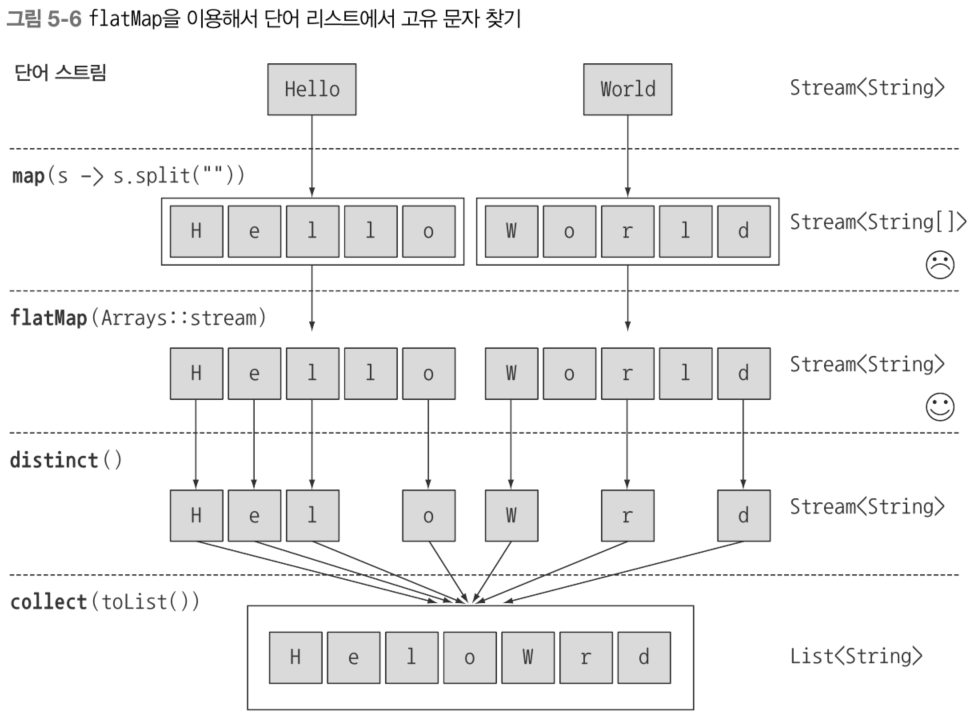 그림 5-6 flatMap을 이용해서 단어 리스트에서 고유 문자 찾기
단어 스트림
Hello World Stream<String>
map(s -> s.split(""))
H e l l o W o r l d Stream<String[]>
flatMap(Arrays::stream)
H e l l o W o r l d Stream<String>
distinct()
H e l o W r d Stream<String>
collect(toList())
H e l o W r d List<String>